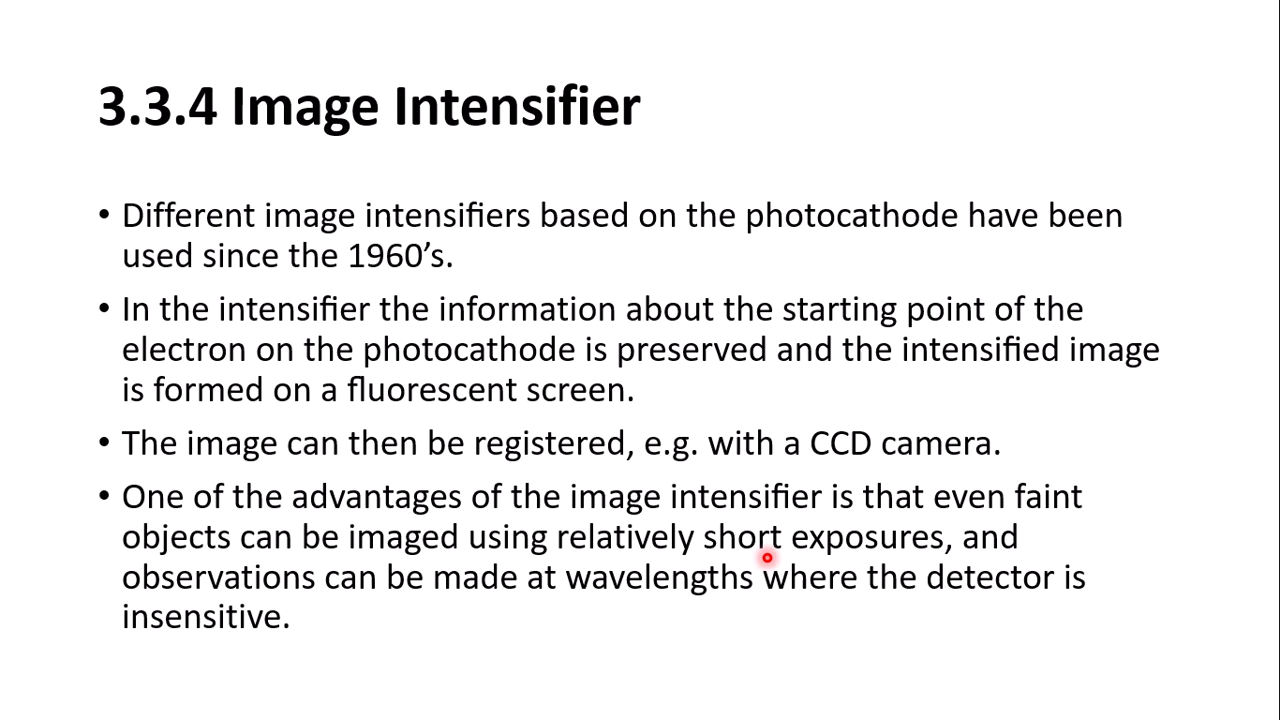 3.3.4 Image Intensifier
• Different image intensifiers based on the photocathode have been
used since the 1960’s.
• In the intensifier the information about the starting point of the
electron on the photocathode is preserved and the intensified image
is formed on a fluorescent screen.
• The image can then be registered, e.g. with a CCD camera.
• One of the advantages of the image intensifier is that even faint
objects can be imaged using relatively short exposures, and
observations can be made at wavelengths where the detector is
insensitive.